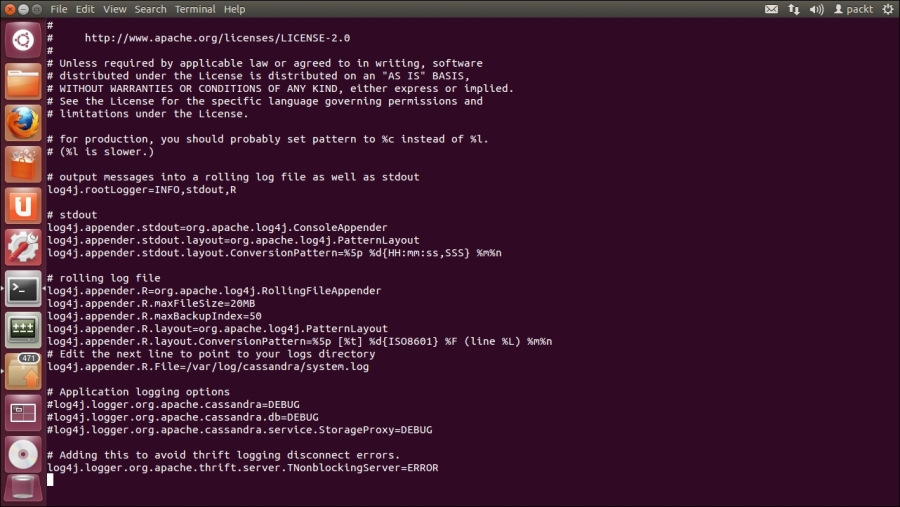 File Edit View Search Terminal Help
packt
#
#     http://www.apache.org/licenses/LICENSE-2.0
#
# Unless required by applicable law or agreed to in writing, software
# distributed under the License is distributed on an "AS IS" BASIS,
# WITHOUT WARRANTIES OR CONDITIONS OF ANY KIND, either express or implied.
# See the License for the specific language governing permissions and
# limitations under the License.
# for production, you should probably set pattern to %c instead of %l.
# (%l is slower.)
# output messages into a rolling log file as well as stdout
log4j.rootLogger=INFO,stdout,R
# stdout
log4j.appender.stdout=org.apache.log4j.ConsoleAppender
log4j.appender.stdout.layout=org.apache.log4j.PatternLayout
log4j.appender.stdout.layout.ConversionPattern=%5p %d{HH:mm:ss,SSS} %m%n
# rolling log file
log4j.appender.R=org.apache.log4j.RollingFileAppender
log4j.appender.R.maxFileSize=20MB
log4j.appender.R.maxBackupIndex=50
log4j.appender.R.layout=org.apache.log4j.PatternLayout
log4j.appender.R.layout.ConversionPattern=%5p [%t] %d{ISO8601} %F (line %L) %m%n
# Edit the next line to point to your logs directory
log4j.appender.R.File=/var/log/cassandra/system.log
471
# Application logging options
#log4j.logger.org.apache.cassandra=DEBUG
#log4j.logger.org.apache.cassandra.db=DEBUG
#log4j.logger.org.apache.cassandra.service.StorageProxy=DEBUG
# Adding this to avoid thrift logging disconnect errors.
log4j.logger.org.apache.thrift.server.TNonblockingServer=ERROR